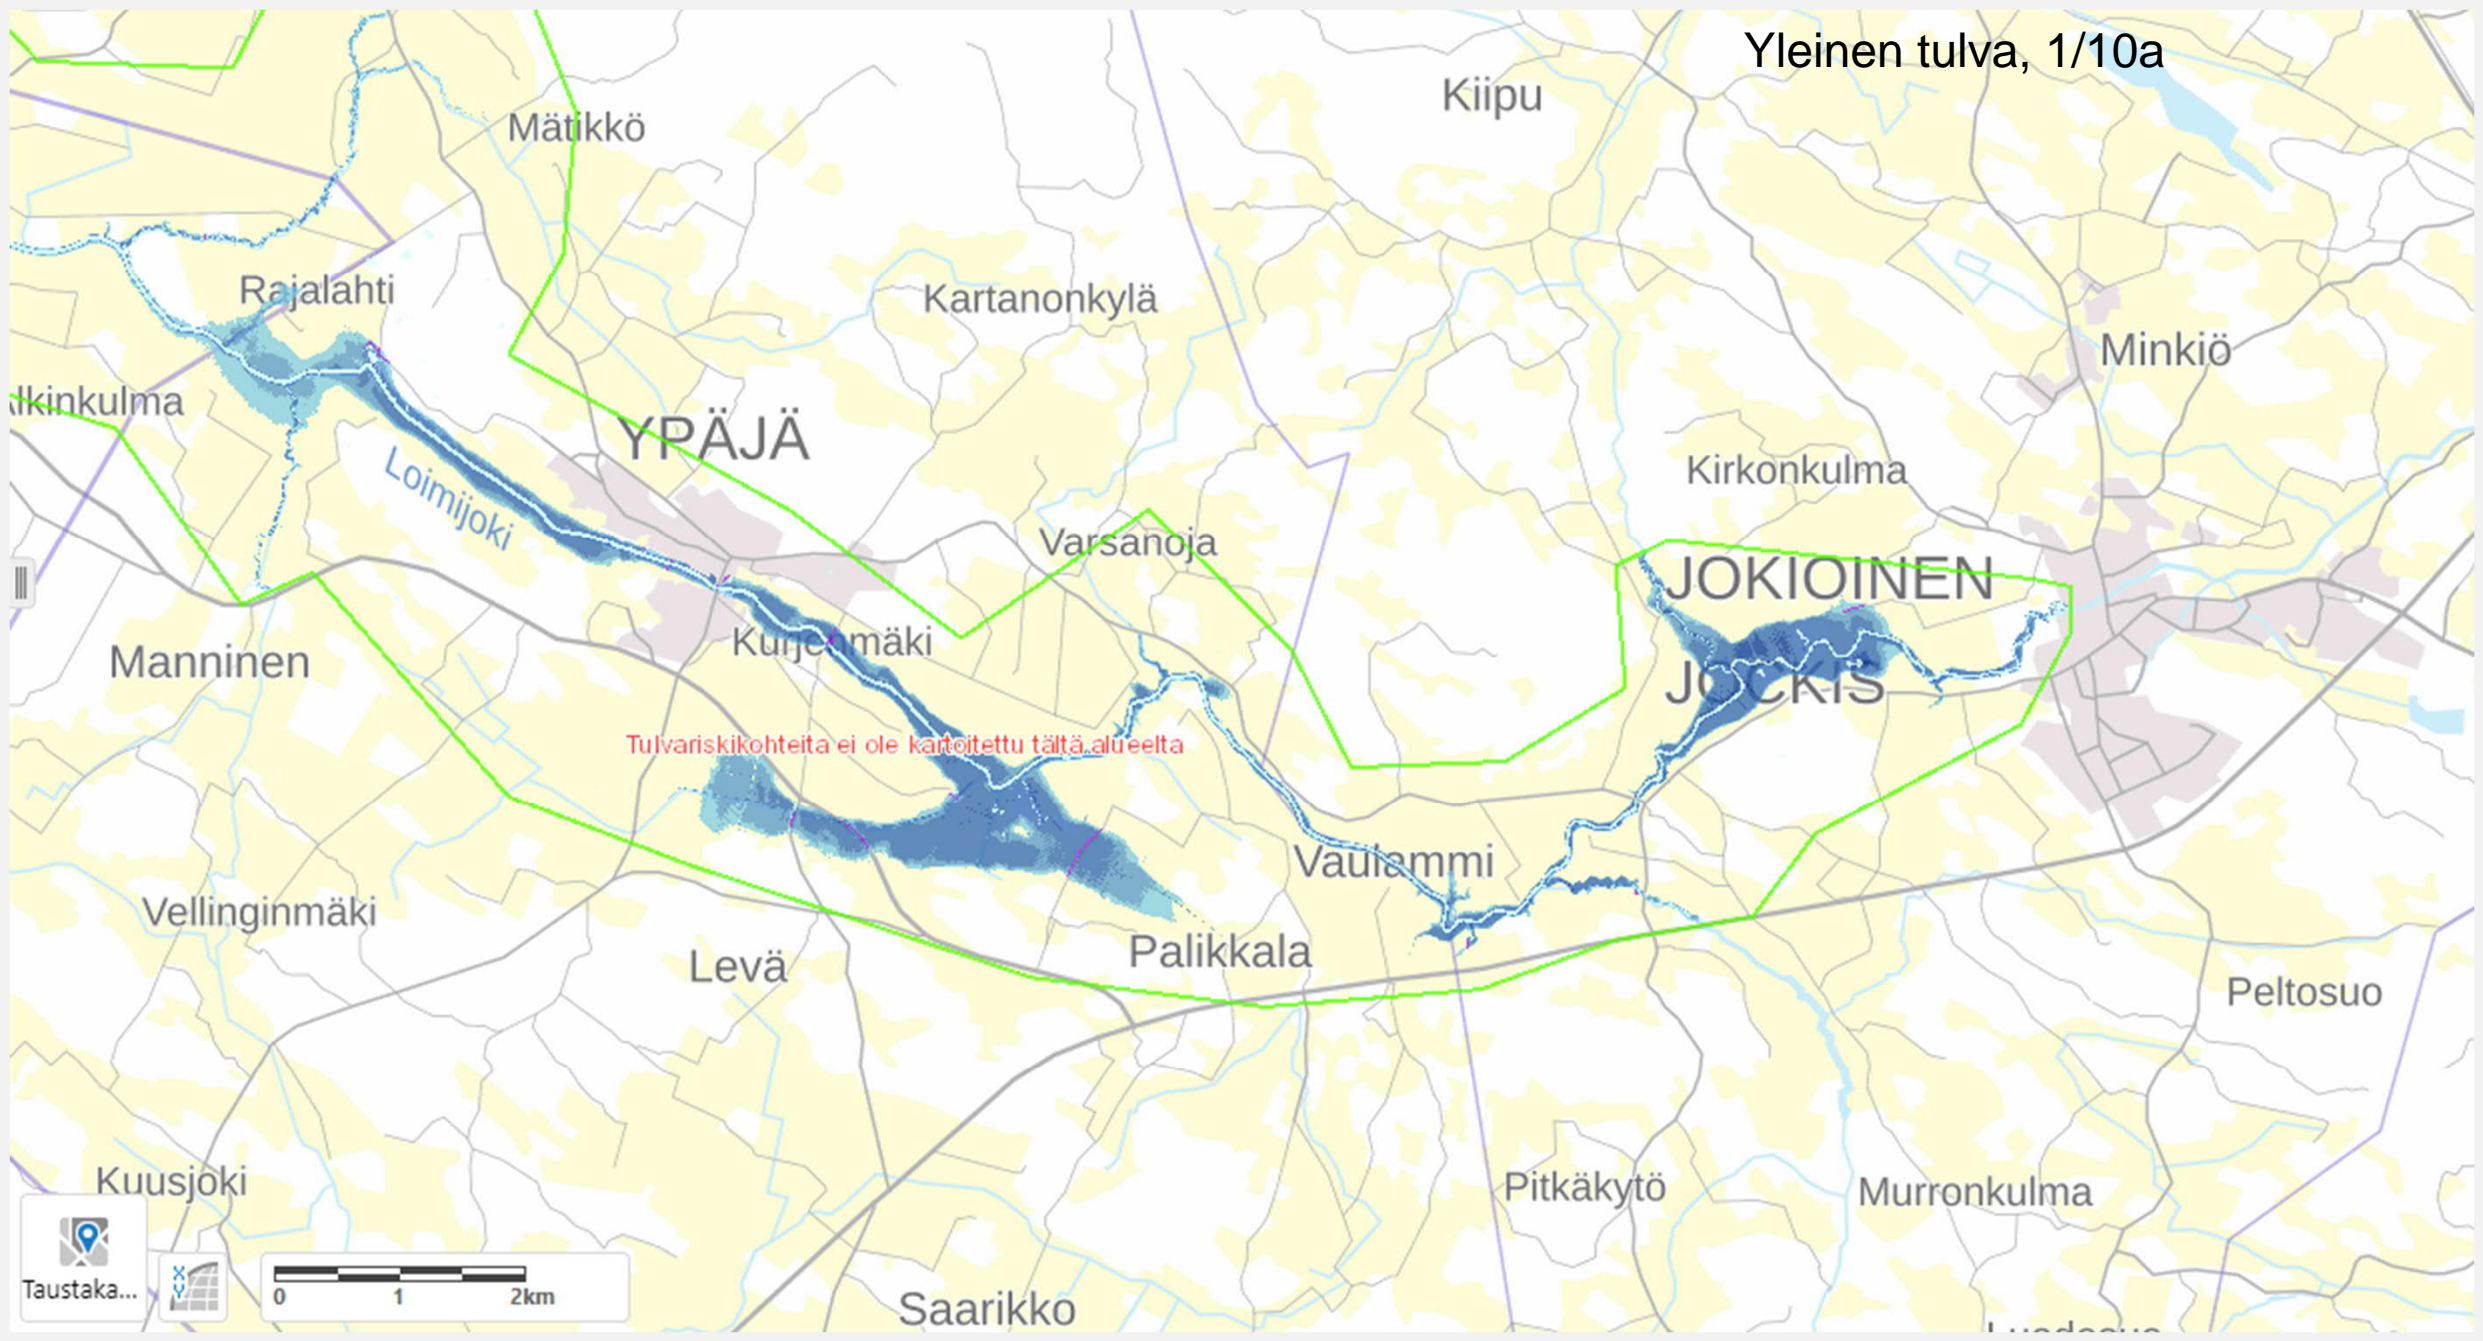 Yleinen tulva, 1/10a
Kiipu
Mätikkö
Rajalahti
Kartanonkylä
Minkiö
lkinkulma
YPÄJÄ
Loimijoki
Kirkonkulma
Varsanoja
JOKIOINEN
Kurjenmäki
Manninen
JOCKIS
Tulvariskikohteita ei ole kartoitettu tältä alueelta
Vaulammi
Vellinginmäki
Palikkala
Levä
Peltosuo
Kuusjoki
Pitkäkytö
Murronkulma
Taustaka...
X
Y
0 1 2km
Saarikko